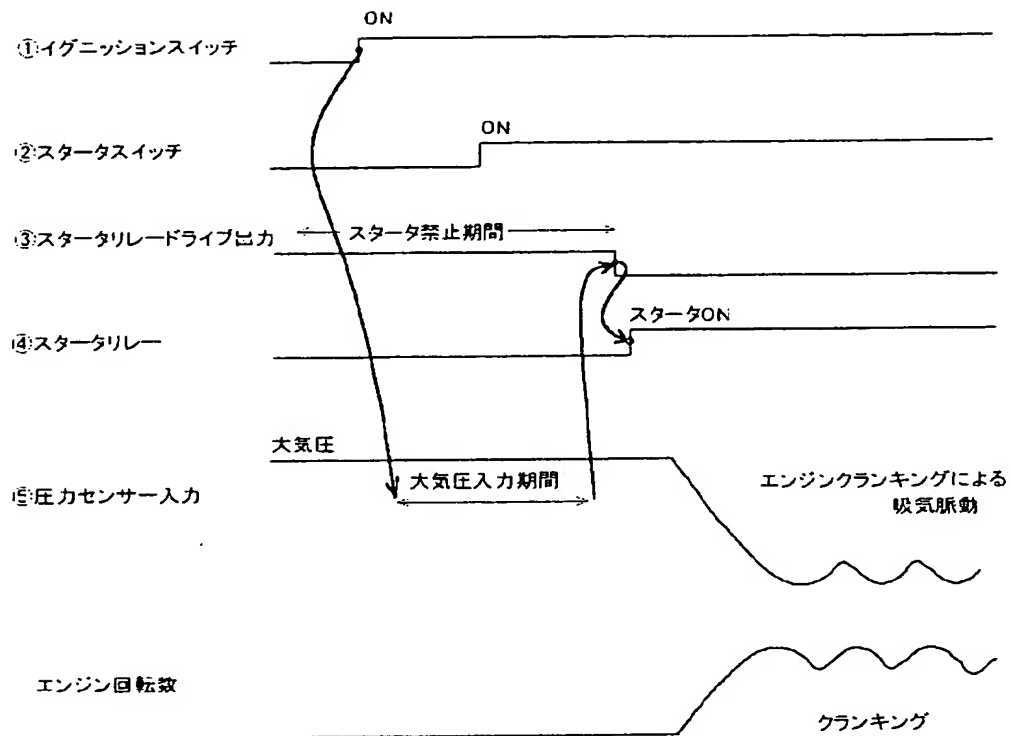 ON
①イグニッションスイッチ
ON
②スタータスイッチ
③スタータリレードライブ出力
スタータ禁止期間
スタータON
④スタータリレー
大気圧
大気圧入力期間
⑤圧力センサー入力
エンジンクランキングによる
吸気脈動
エンジン回転数
クランキング